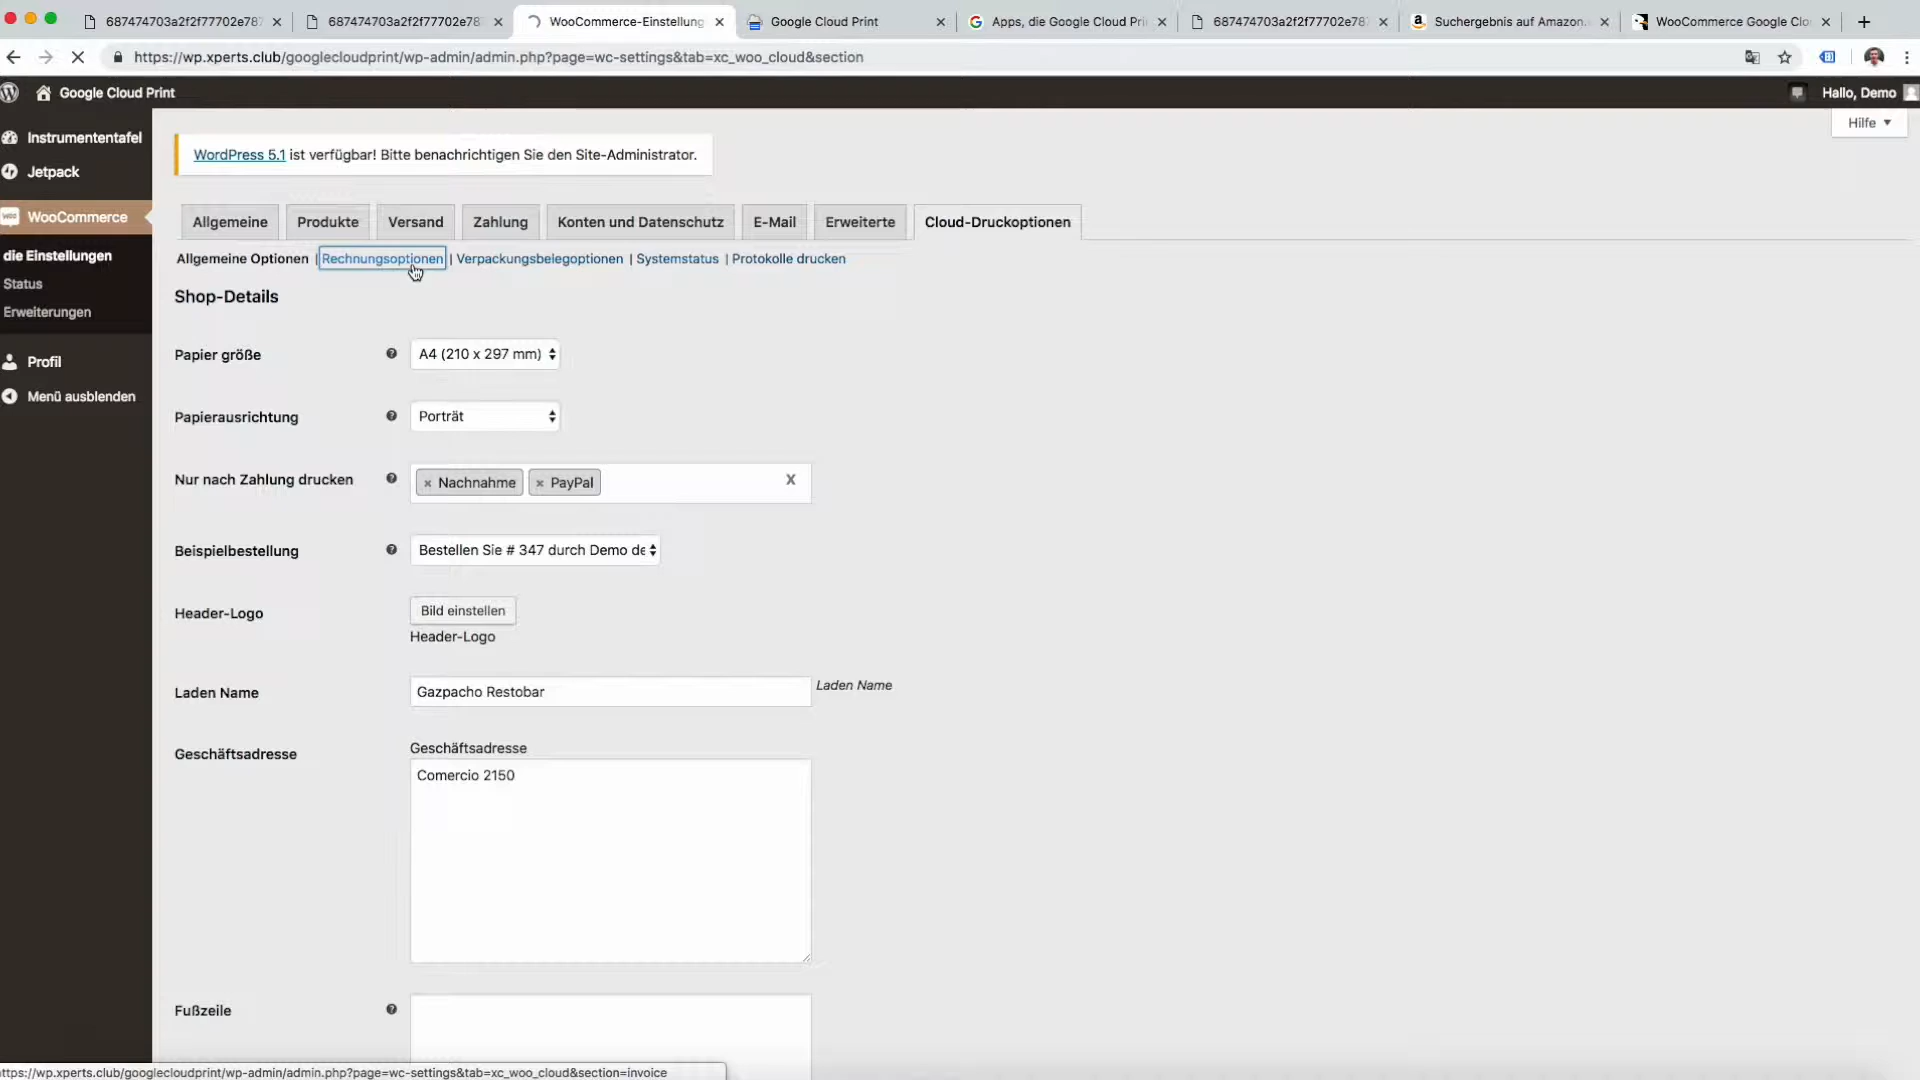 687474703a2f2f77702e787
687474703a2f2f77702e78
WooCommerce-Einstellung
Google Cloud Print
Apps, die Google Cloud Pri
687474703a2f2f77702e78
Suchergebnis auf Amazon.
WooCommerce Google Clo
https://wp.xperts.club/googlecloudprint/wp-admin/admin.php?page=wc-settings&tab=xc_woo_cloud&section
Google Cloud Print
Hallo, Demo
Hilfe
Instrumententafel
Jetpack
WooCommerce
die Einstellungen
Status
Erweiterungen
Profil
Menü ausblenden
WordPress 5.1 ist verfügbar! Bitte benachrichtigen Sie den Site-Administrator.
Allgemeine Produkte Versand Zahlung Konten und Datenschutz E-Mail Erweiterte Cloud-Druckoptionen
Allgemeine Optionen | Rechnungsoptionen | Verpackungsbelegoptionen | Systemstatus | Protokolle drucken
Shop-Details
Papier größe
A4 (210 x 297 mm)
Papierausrichtung
Porträt
Nur nach Zahlung drucken
× Nachnahme × PayPal X
Beispielbestellung
Bestellen Sie # 347 durch Demo de
Header-Logo
Bild einstellen
Header-Logo
Laden Name
Gazpacho Restobar
Laden Name
Geschäftsadresse
Geschäftsadresse
Comercio 2150
Fußzeile
ttps://wp.xperts.club/googlecloudprint/wp-admin/admin.php?page=wc-settings&tab=xc_woo_cloud&section=invoice